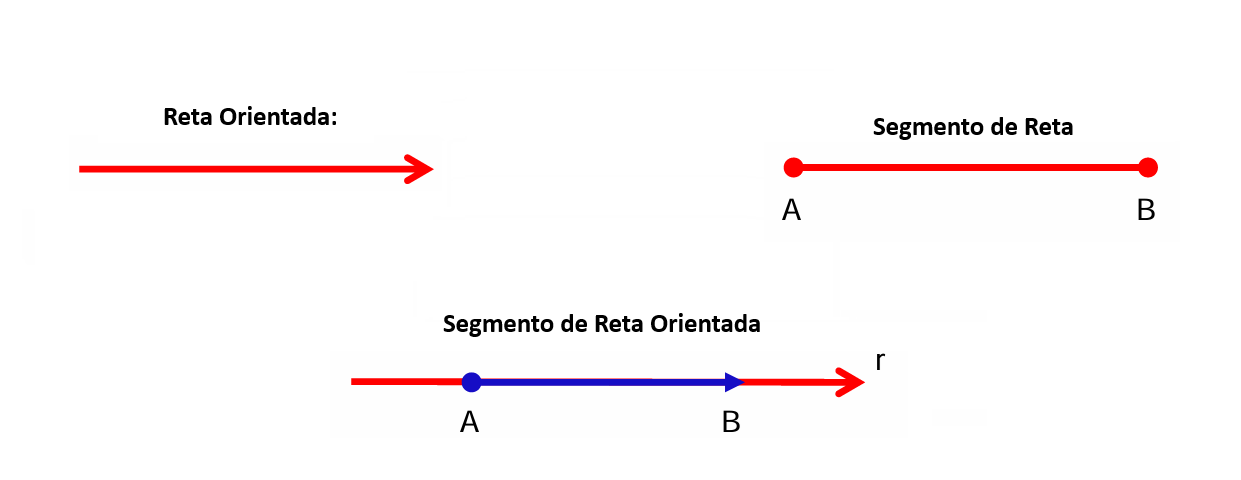 Reta Orientada:
Segmento de Reta
A
B
Segmento de Reta Orientada
r
A
B